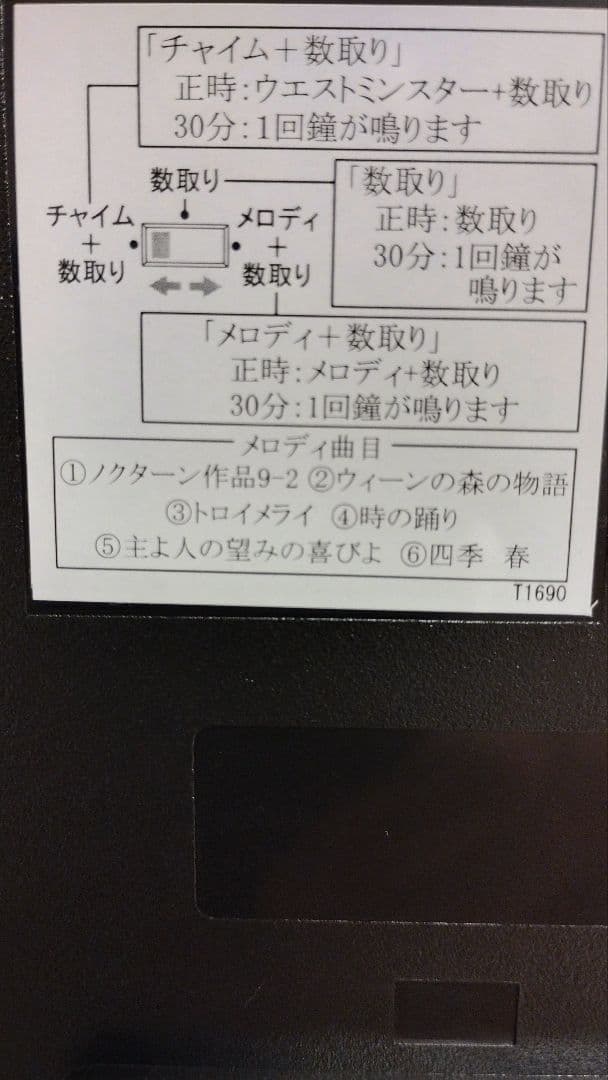 「チャイム＋数取り」
正時：ウエストミンスター+数取り
30分：1回鐘が鳴ります
数取り
「数取り」
正時：数取り
30分：1回鐘が
鳴ります
チャイム
＋
数取り
メロディ
＋
数取り
「メロディ＋数取り」
正時：メロディ+数取り
30分：1回鐘が鳴ります
メロディ曲目
①ノクターン作品9-2 ②ウィーンの森の物語
③トロイメライ ④時の踊り
⑤主よ人の望みの喜びよ ⑥四季 春
T1690